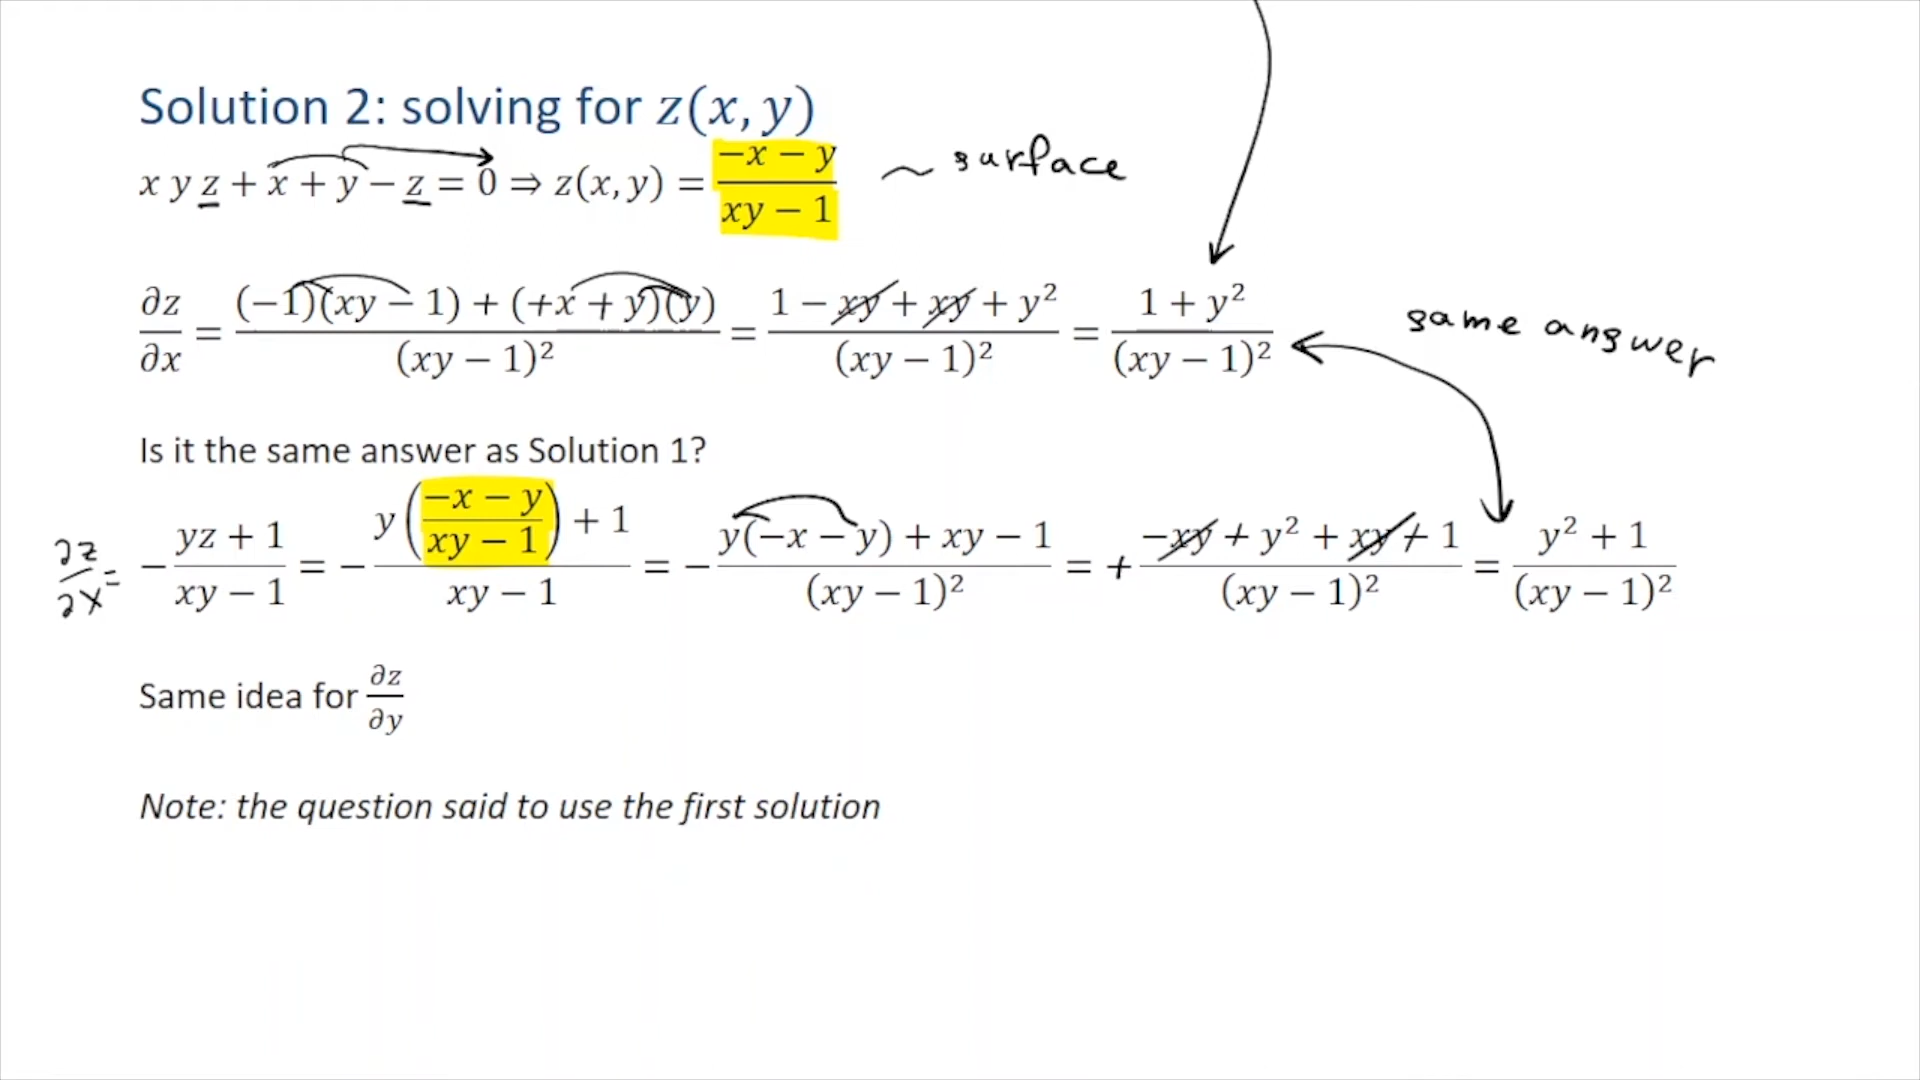 Solution 2: solving for z(x, y)
x y z + x + y − z = 0 ⇒ z(x, y) = (−x − y)/(xy − 1) ~ surface
∂z/∂x = ((−1)(xy − 1) + (+x + y)(y))/(xy − 1)² = (1 − xy + xy + y²)/(xy − 1)² = (1 + y²)/(xy − 1)²
same answer
Is it the same answer as Solution 1?
∂z/∂x = −(yz + 1)/(xy − 1) = −(y((−x − y)/(xy − 1)) + 1)/(xy − 1) = −(y(−x − y) + xy − 1)/(xy − 1)² = +(−xy + y² + xy + 1)/(xy − 1)² = (y² + 1)/(xy − 1)²
Same idea for ∂z/∂y
Note: the question said to use the first solution